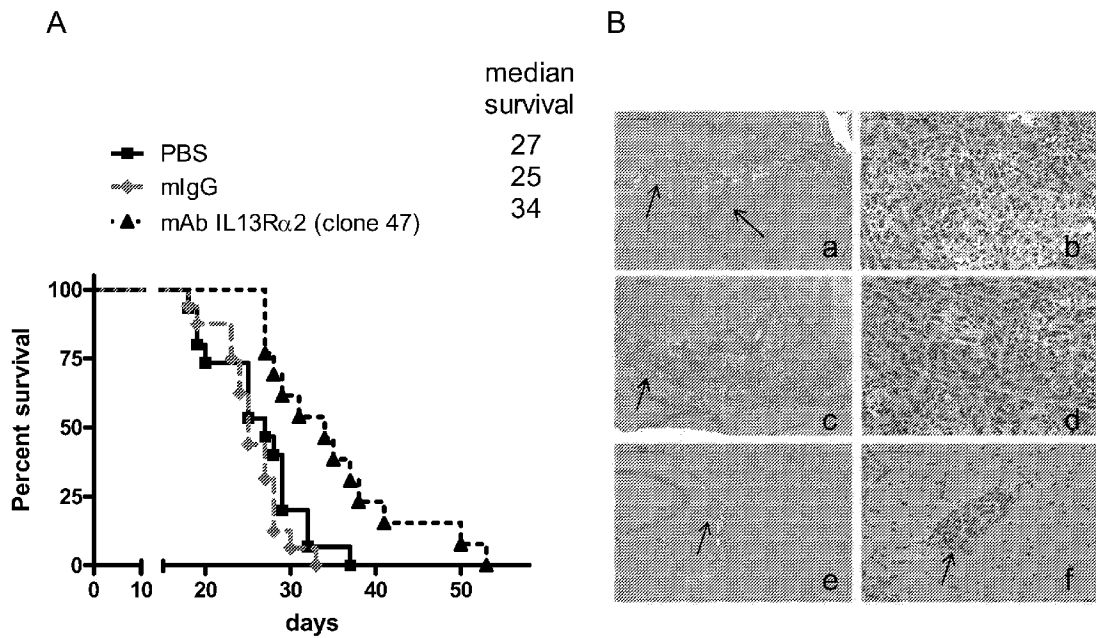 A
B
median
survival
PBS 27
mIgG 25
mAb IL13Rα2 (clone 47) 34
100
75
50
25
0
Percent survival
0 10 20 30 40 50
days
a
b
c
d
e
f